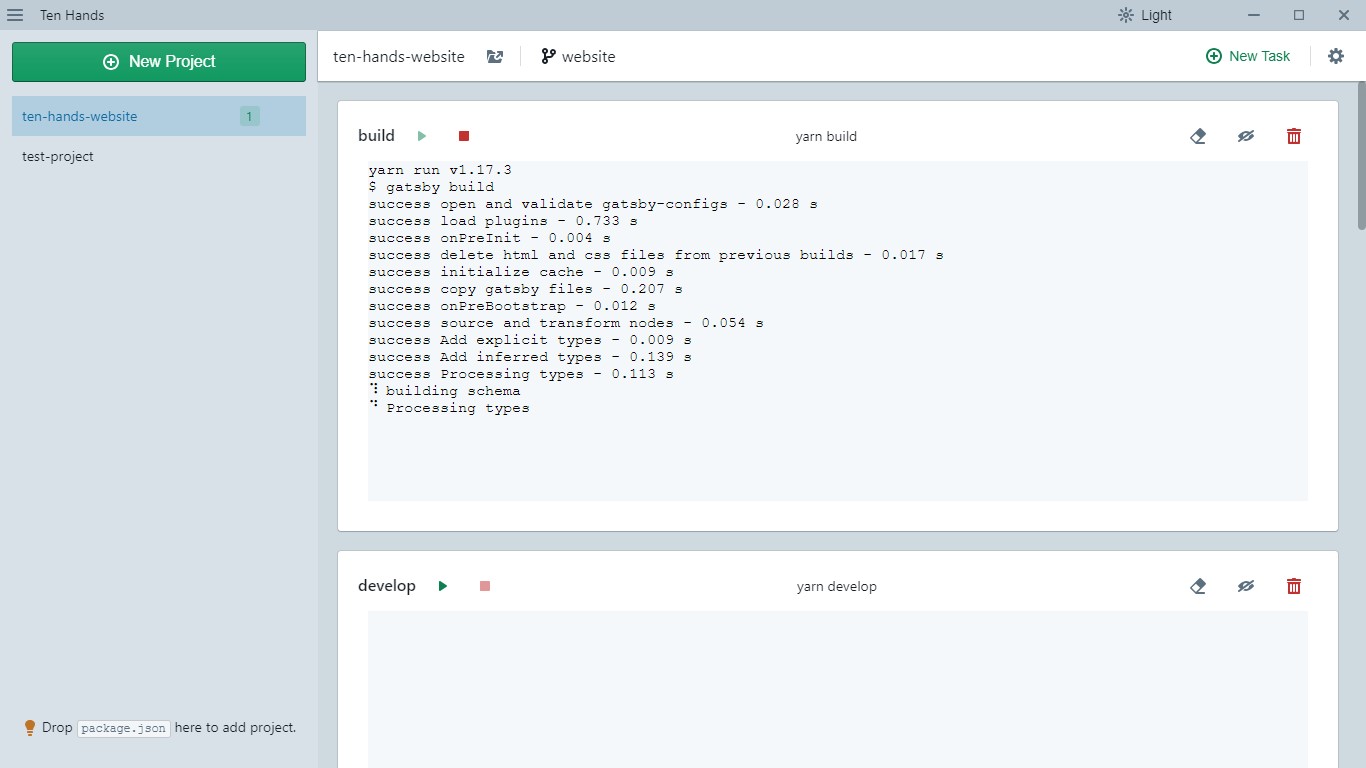 Ten Hands
Light
New Project
ten-hands-website 1
test-project
Drop package.json here to add project.
ten-hands-website
website
New Task
build
yarn build
yarn run v1.17.3
$ gatsby build
success open and validate gatsby-configs - 0.028 s
success load plugins - 0.733 s
success onPreInit - 0.004 s
success delete html and css files from previous builds - 0.017 s
success initialize cache - 0.009 s
success copy gatsby files - 0.207 s
success onPreBootstrap - 0.012 s
success source and transform nodes - 0.054 s
success Add explicit types - 0.009 s
success Add inferred types - 0.139 s
success Processing types - 0.113 s
⠹ building schema
⠙ Processing types
develop
yarn develop